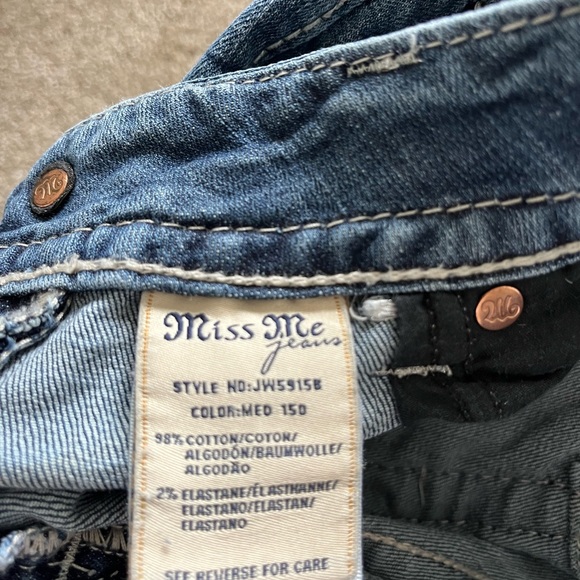 Miss Me
jeans
STYLE NO:JW5915B
COLOR:MED 150
98% COTTON/COTON/
ALGODÓN/BAUMWOLLE/
ALGODÃO
2% ELASTANE/ÉLASTHANNE/
ELASTANO/ELASTAN/
ELASTANO
SEE REVERSE FOR CARE